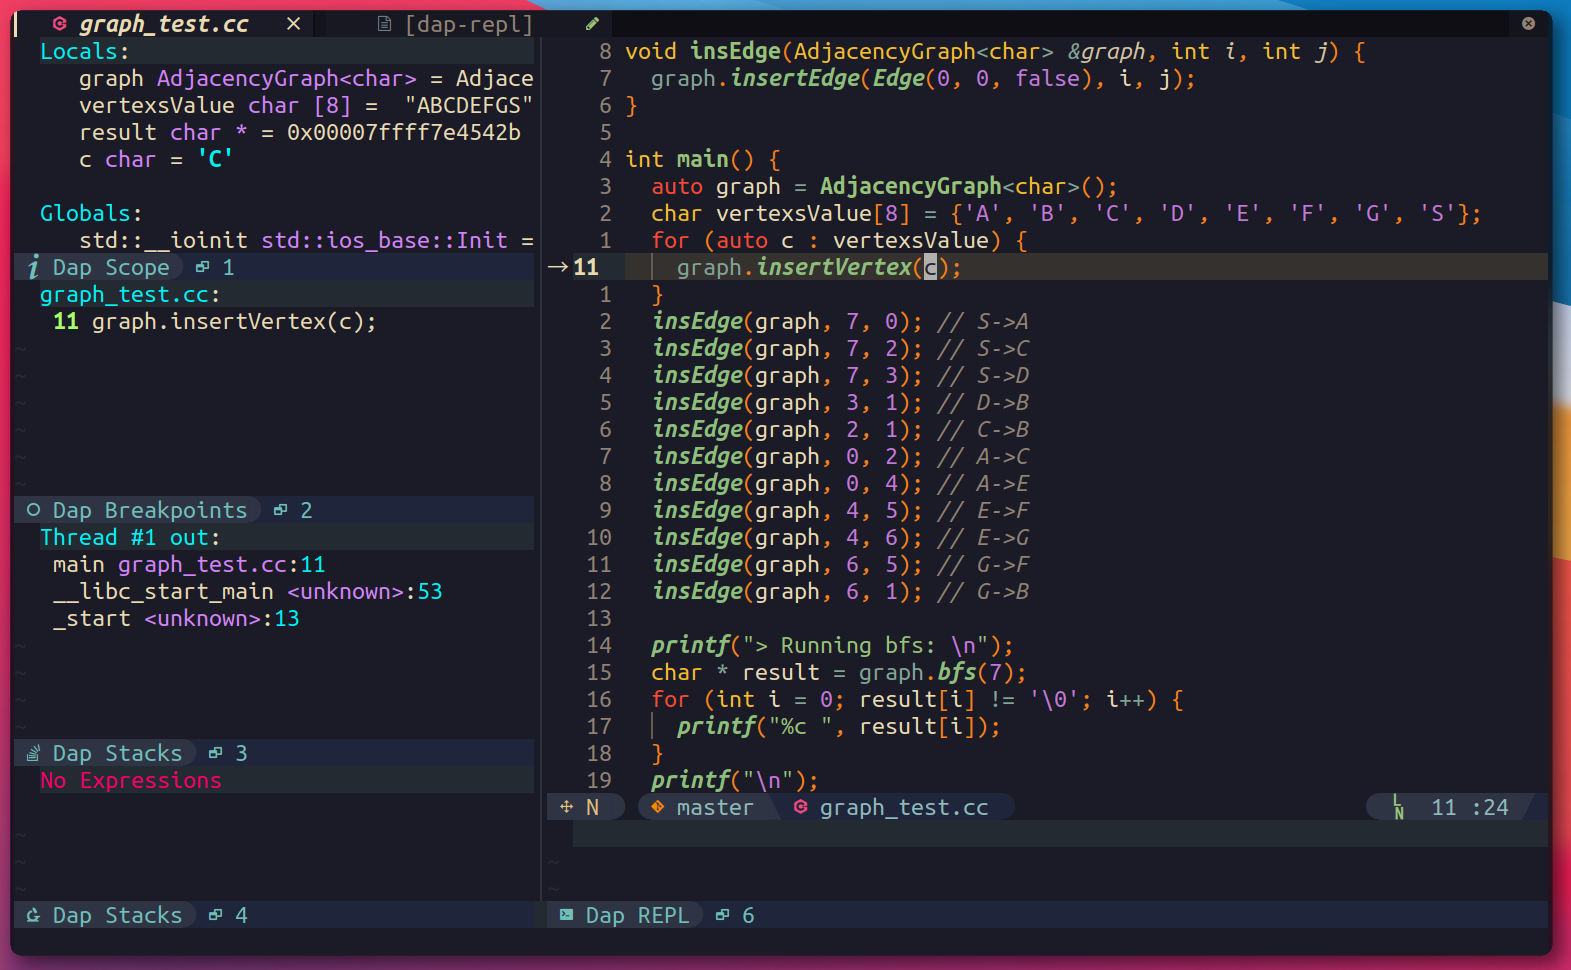 graph_test.cc
[dap-repl]
Locals:
graph AdjacencyGraph<char> = Adjace
vertexsValue char [8] = "ABCDEFGS"
result char * = 0x00007ffff7e4542b
c char = 'C'
Globals:
std::__ioinit std::ios_base::Init =
i Dap Scope 1
graph_test.cc:
11 graph.insertVertex(c);
~
~
~
~
~
~
Dap Breakpoints 2
Thread #1 out:
main graph_test.cc:11
__libc_start_main <unknown>:53
_start <unknown>:13
~
~
~
~
Dap Stacks 3
No Expressions
~
~
~
Dap Stacks 4
8 void insEdge(AdjacencyGraph<char> &graph, int i, int j) {
7 graph.insertEdge(Edge(0, 0, false), i, j);
6 }
5
4 int main() {
3 auto graph = AdjacencyGraph<char>();
2 char vertexsValue[8] = {'A', 'B', 'C', 'D', 'E', 'F', 'G', 'S'};
1 for (auto c : vertexsValue) {
→11 graph.insertVertex(c);
1 }
2 insEdge(graph, 7, 0); // S->A
3 insEdge(graph, 7, 2); // S->C
4 insEdge(graph, 7, 3); // S->D
5 insEdge(graph, 3, 1); // D->B
6 insEdge(graph, 2, 1); // C->B
7 insEdge(graph, 0, 2); // A->C
8 insEdge(graph, 0, 4); // A->E
9 insEdge(graph, 4, 5); // E->F
10 insEdge(graph, 4, 6); // E->G
11 insEdge(graph, 6, 5); // G->F
12 insEdge(graph, 6, 1); // G->B
13
14 printf("> Running bfs: \n");
15 char * result = graph.bfs(7);
16 for (int i = 0; result[i] != '\0'; i++) {
17 printf("%c ", result[i]);
18 }
19 printf("\n");
N master graph_test.cc LN 11 :24
~
~
Dap REPL 6